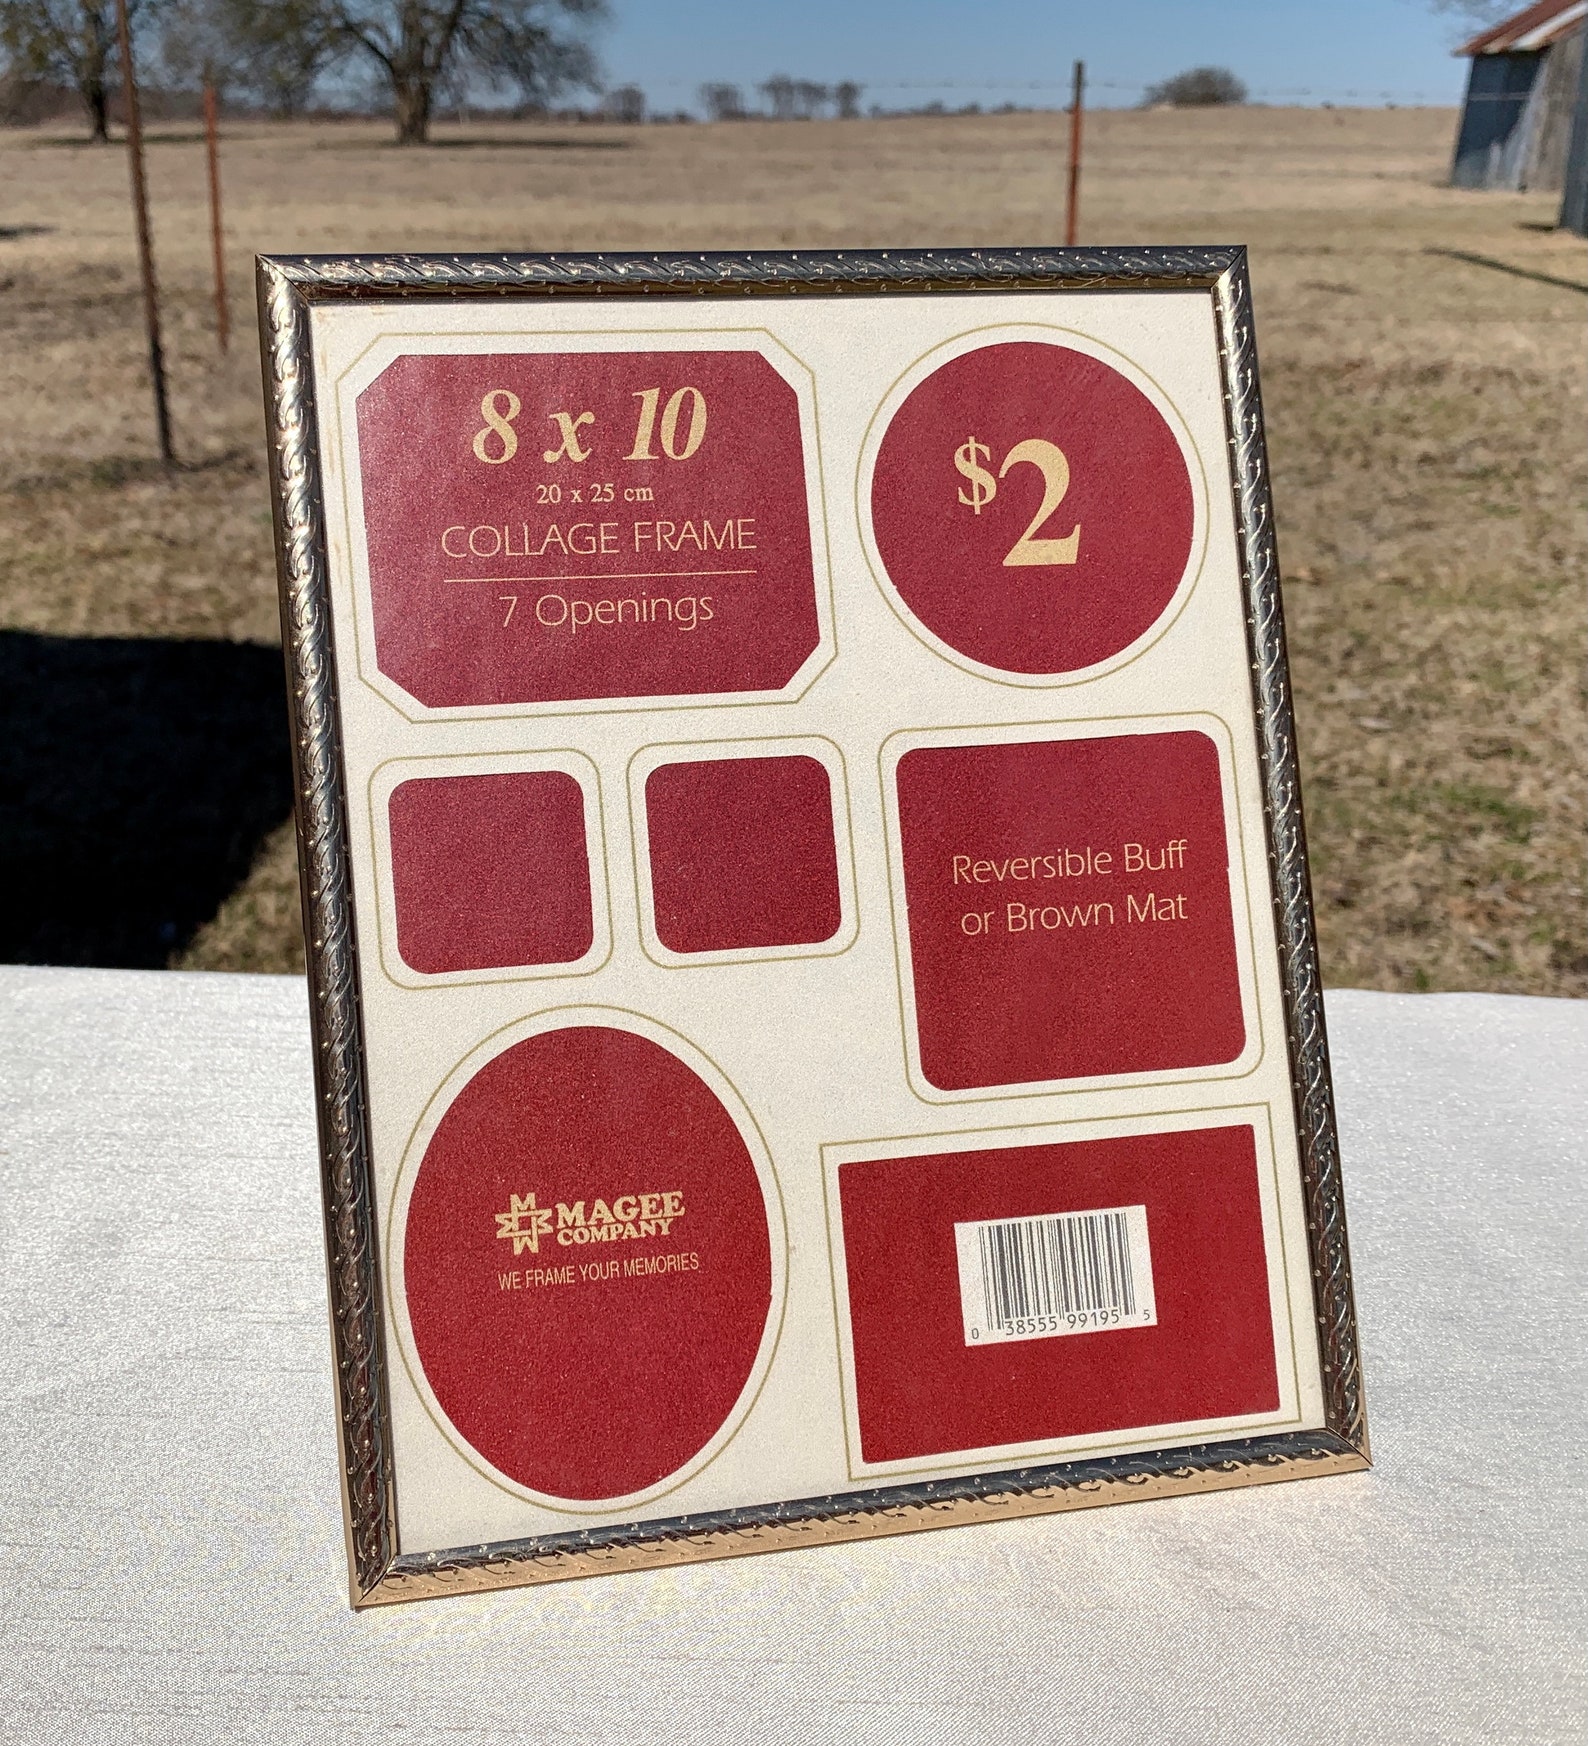 8 x 10
20 x 25 cm
COLLAGE FRAME
7 Openings
$2
Reversible Buff
or Brown Mat
MAGEE
COMPANY
WE FRAME YOUR MEMORIES
0 38555 99195 5